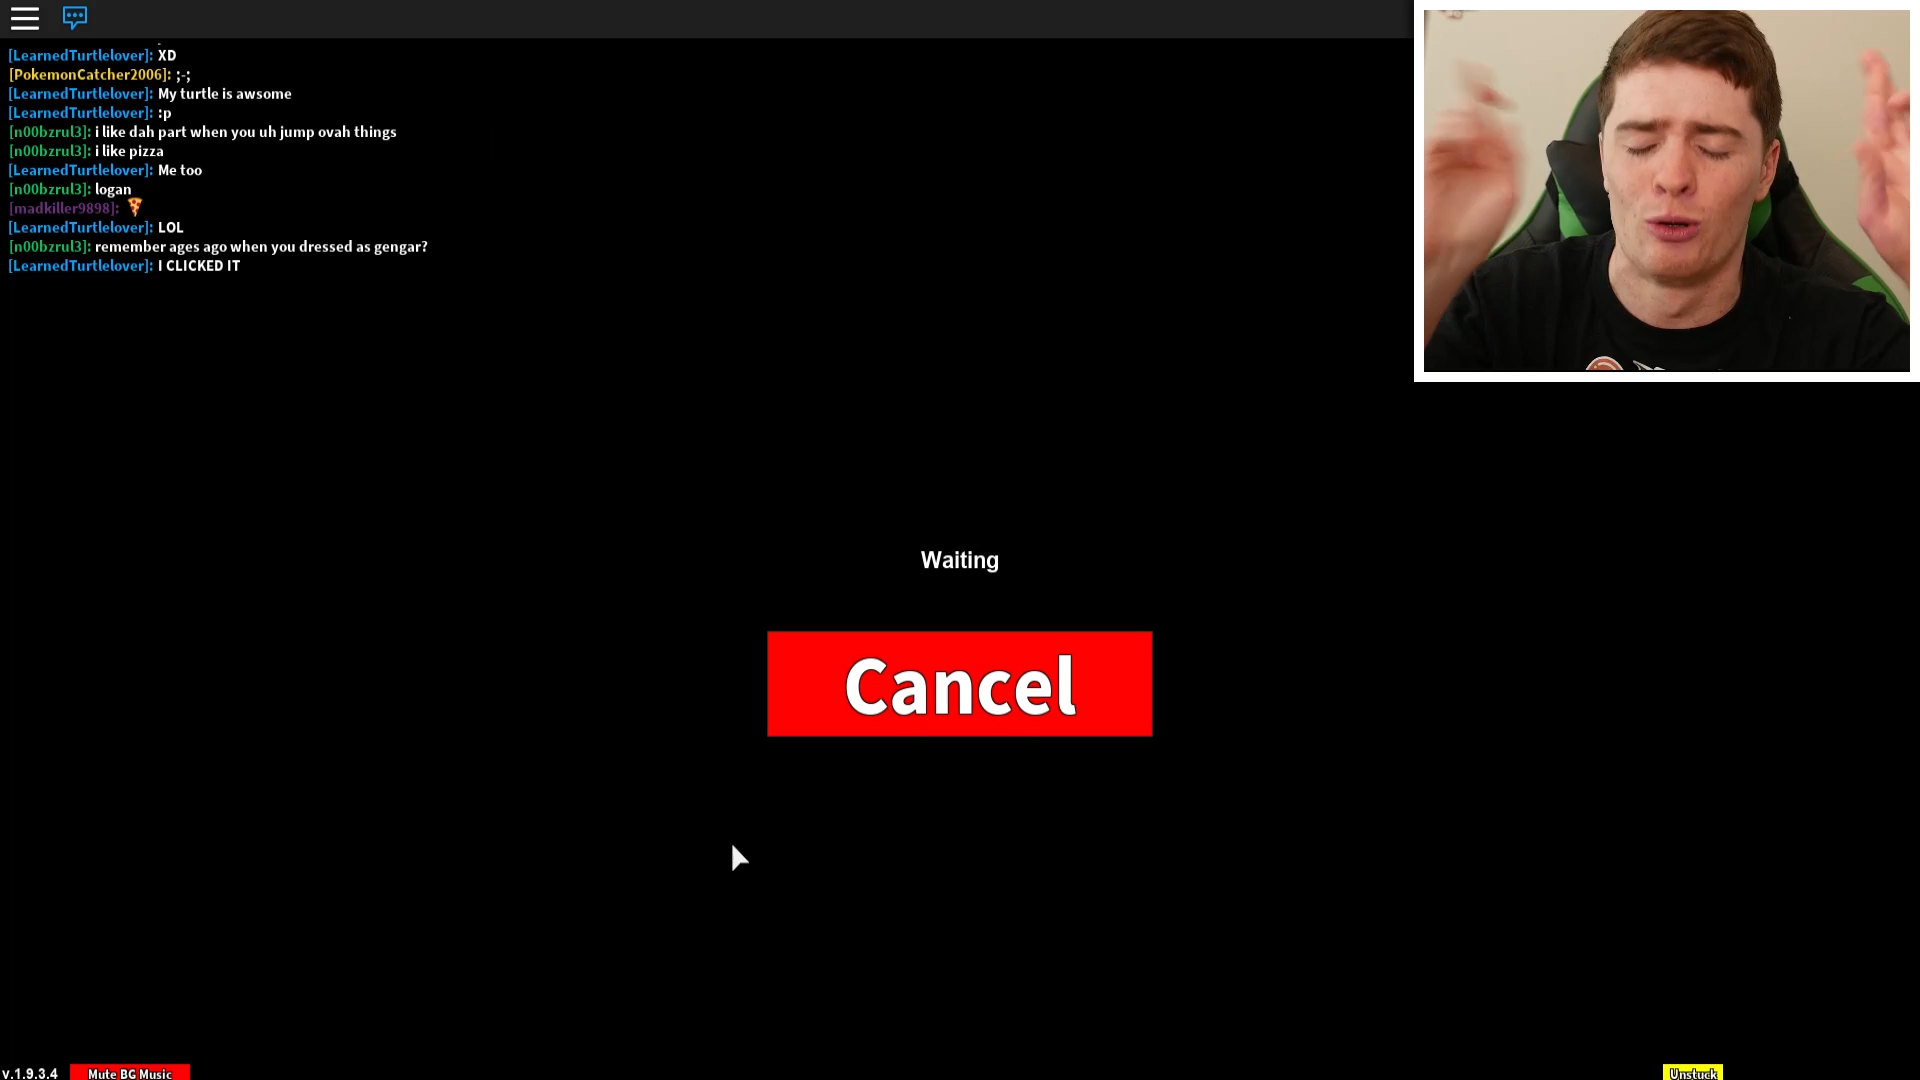 [LearnedTurtlelover]: XD
[PokemonCatcher2006]: ;-;
[LearnedTurtlelover]: My turtle is awsome
[LearnedTurtlelover]: :p
[n00bzrul3]: i like dah part when you uh jump ovah things
[n00bzrul3]: i like pizza
[LearnedTurtlelover]: Me too
[n00bzrul3]: logan
[madkiller9898]: 🍕
[LearnedTurtlelover]: LOL
[n00bzrul3]: remember ages ago when you dressed as gengar?
[LearnedTurtlelover]: I CLICKED IT
Waiting
Cancel
v.1.9.3.4
Mute BG Music
Unstuck